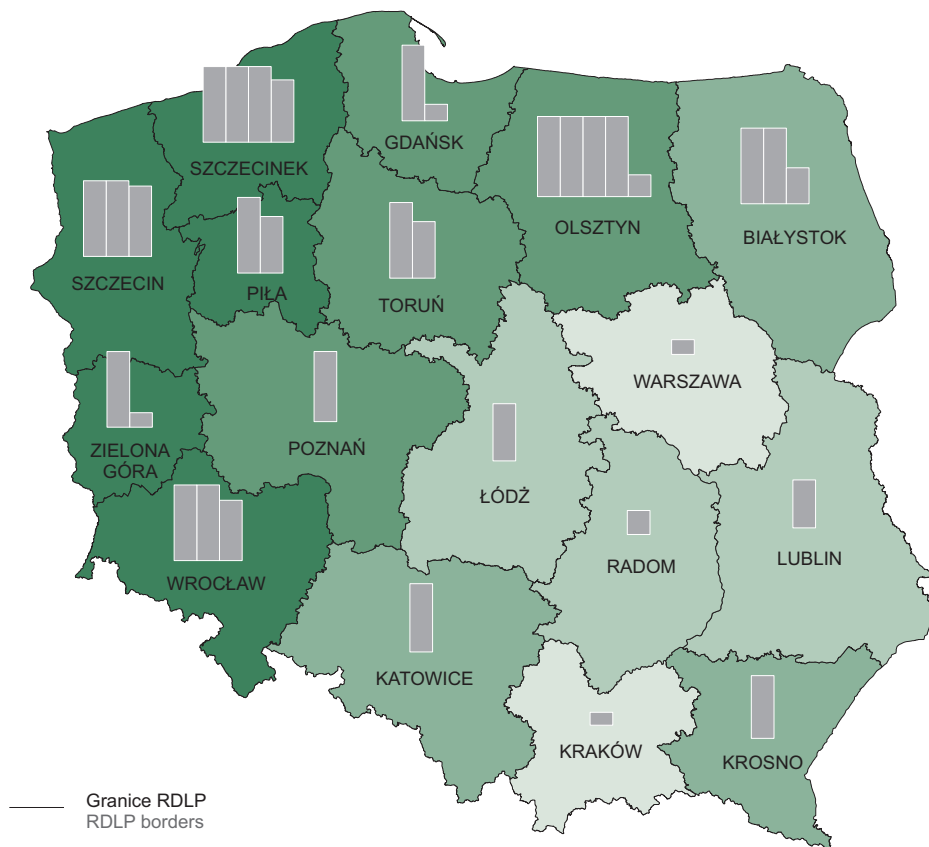 GDAŃSK
SZCZECINEK
OLSZTYN
BIAŁYSTOK
SZCZECIN
PIŁA
TORUŃ
WARSZAWA
ZIELONA
GÓRA
POZNAŃ
ŁÓDŹ
LUBLIN
RADOM
WROCŁAW
KATOWICE
KRAKÓW
KROSNO
Granice RDLP
RDLP borders